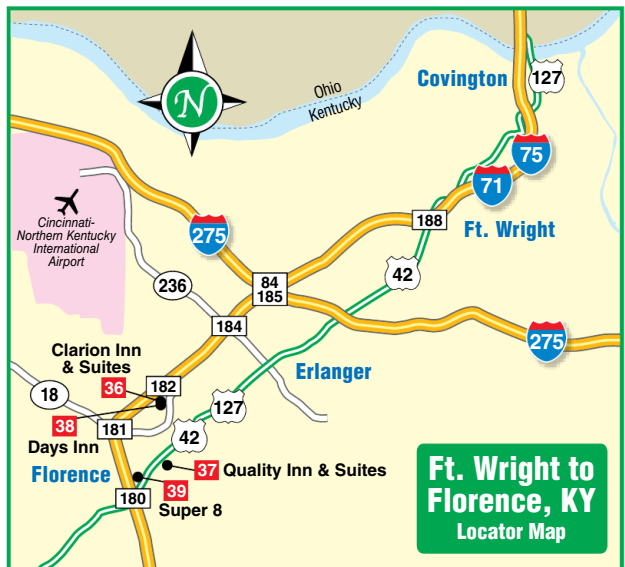 N
Ohio
Kentucky
Covington
127
75
71
188
Ft. Wright
275
Cincinnati-
Northern Kentucky
International
Airport
236
84
185
42
184
275
Clarion Inn
& Suites
36
182
Erlanger
18
38
181
127
Days Inn
42
Florence
37 Quality Inn & Suites
39
180
Super 8
Ft. Wright to
Florence, KY
Locator Map